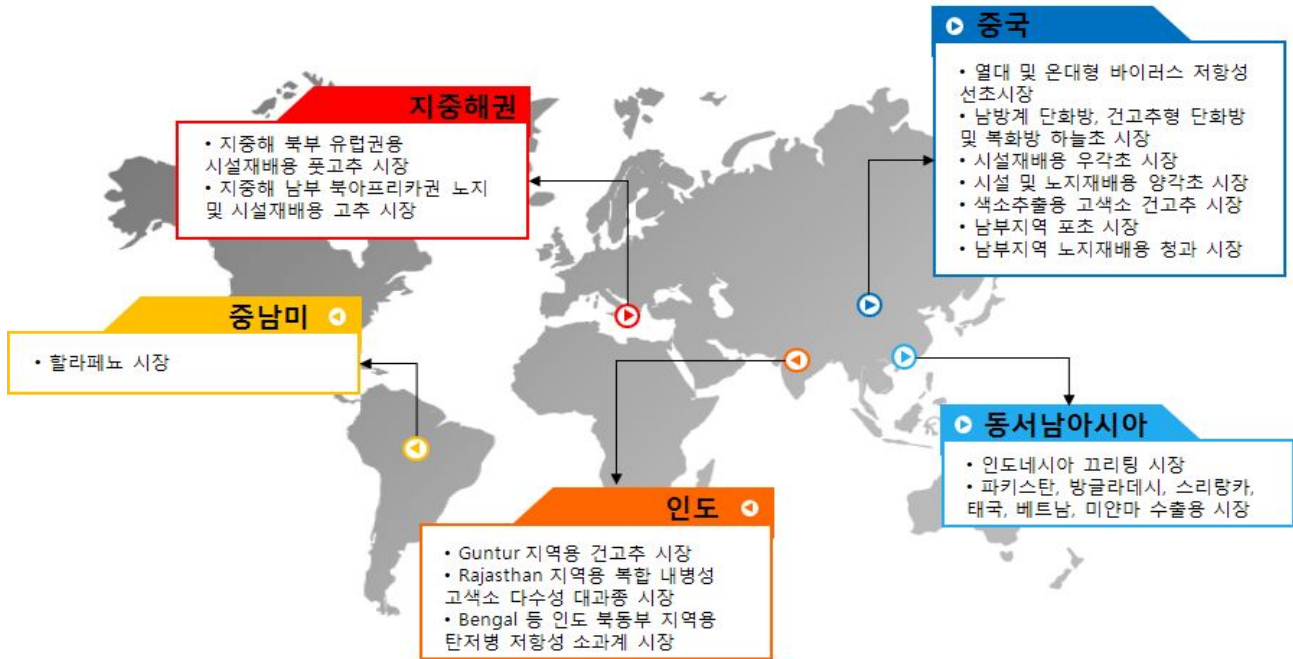 중국
• 열대 및 온대형 바이러스 저항성
선초시장
• 남방계 단화방, 건고추형 단화방
및 복화방 하늘초 시장
• 시설재배용 우각초 시장
• 시설 및 노지재배용 양각초 시장
• 색소추출용 고색소 건고추 시장
• 남부지역 포초 시장
• 남부지역 노지재배용 청과 시장
지중해권
• 지중해 북부 유럽권용
시설재배용 풋고추 시장
• 지중해 남부 북아프리카권 노지
및 시설재배용 고추 시장
중남미
• 할라페뇨 시장
동서남아시아
• 인도네시아 끄리팅 시장
• 파키스탄, 방글라데시, 스리랑카,
태국, 베트남, 미얀마 수출용 시장
인도
• Guntur 지역용 건고추 시장
• Rajasthan 지역용 복합 내병성
고색소 다수성 대과종 시장
• Bengal 등 인도 북동부 지역용
탄저병 저항성 소과계 시장